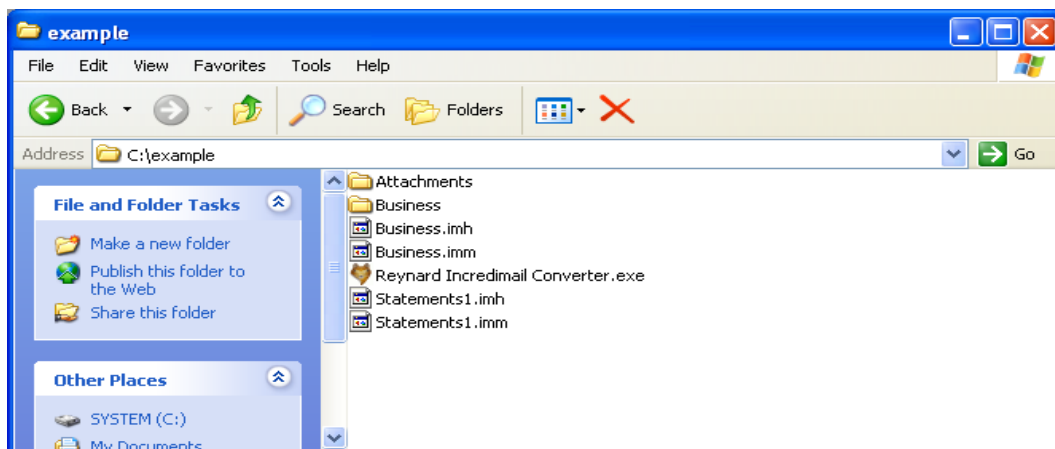 example
File Edit View Favorites Tools Help
Back Search Folders
Address C:\example Go
File and Folder Tasks
Make a new folder
Publish this folder to
the Web
Share this folder
Other Places
SYSTEM (C:)
My Documents
Attachments
Business
Business.imh
Business.imm
Reynard Incredimail Converter.exe
Statements1.imh
Statements1.imm